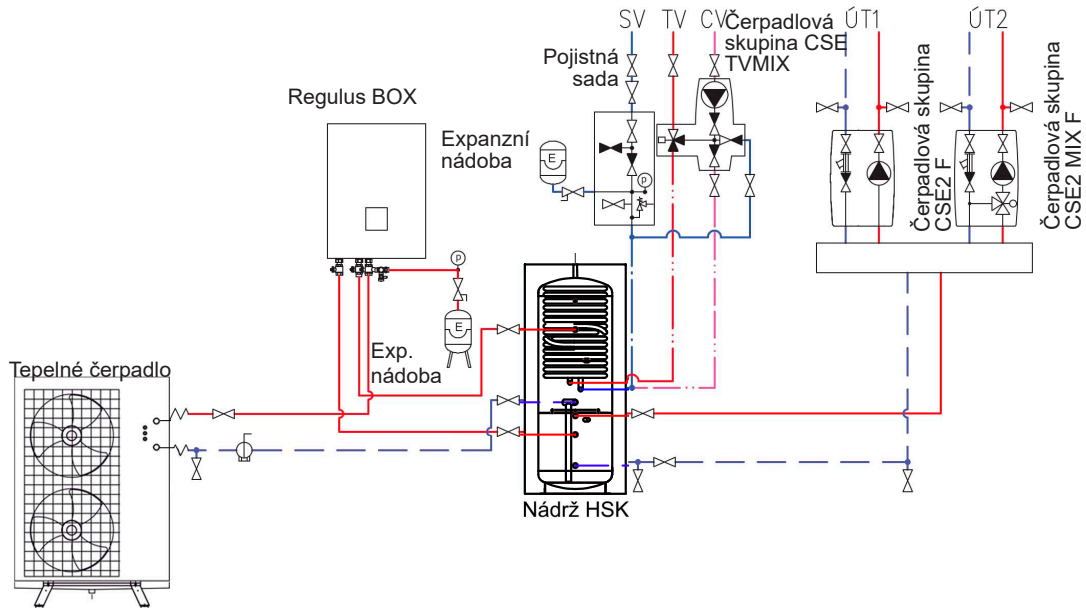 SV TV CV
Čerpadlová
skupina CSE
TVMIX
ÚT1
ÚT2
Pojistná
sada
Regulus BOX
Expanzní
nádoba
E
p
Čerpadlová skupina
CSE2 F
Čerpadlová skupina
CSE2 MIX F
p
E
Exp.
nádoba
Tepelné čerpadlo
Nádrž HSK